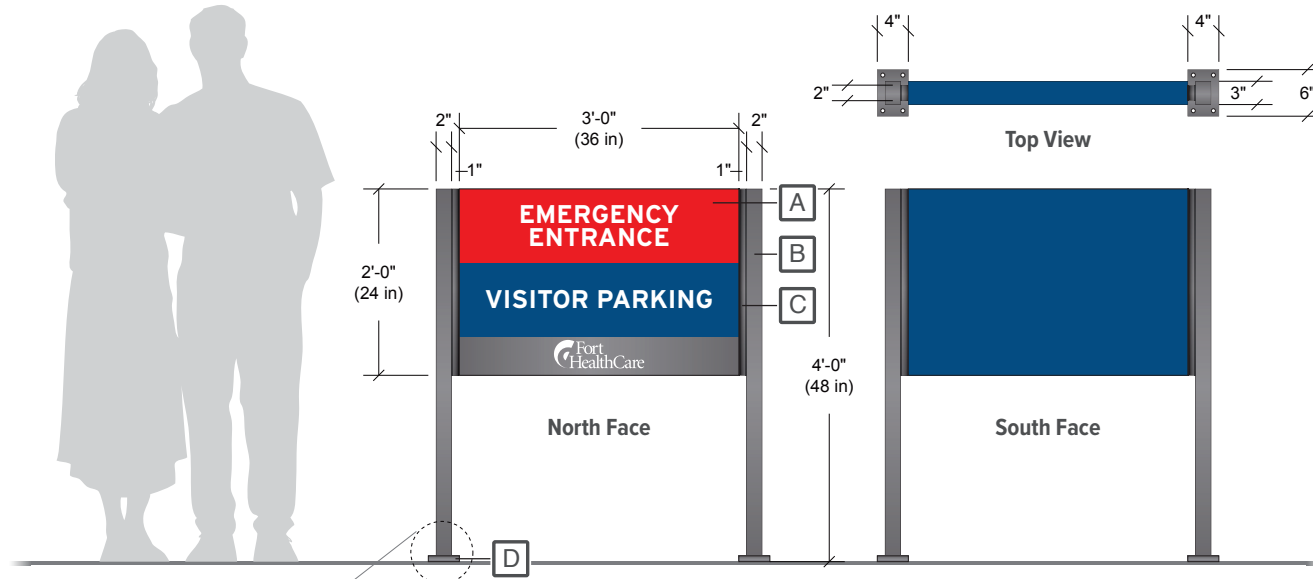 4"
4"
2"
3"
6"
Top View
2"
3'-0"
(36 in)
2"
1"
1"
EMERGENCY
ENTRANCE
A
B
VISITOR PARKING
C
2'-0"
(24 in)
Fort
HealthCare
4'-0"
(48 in)
North Face
South Face
D